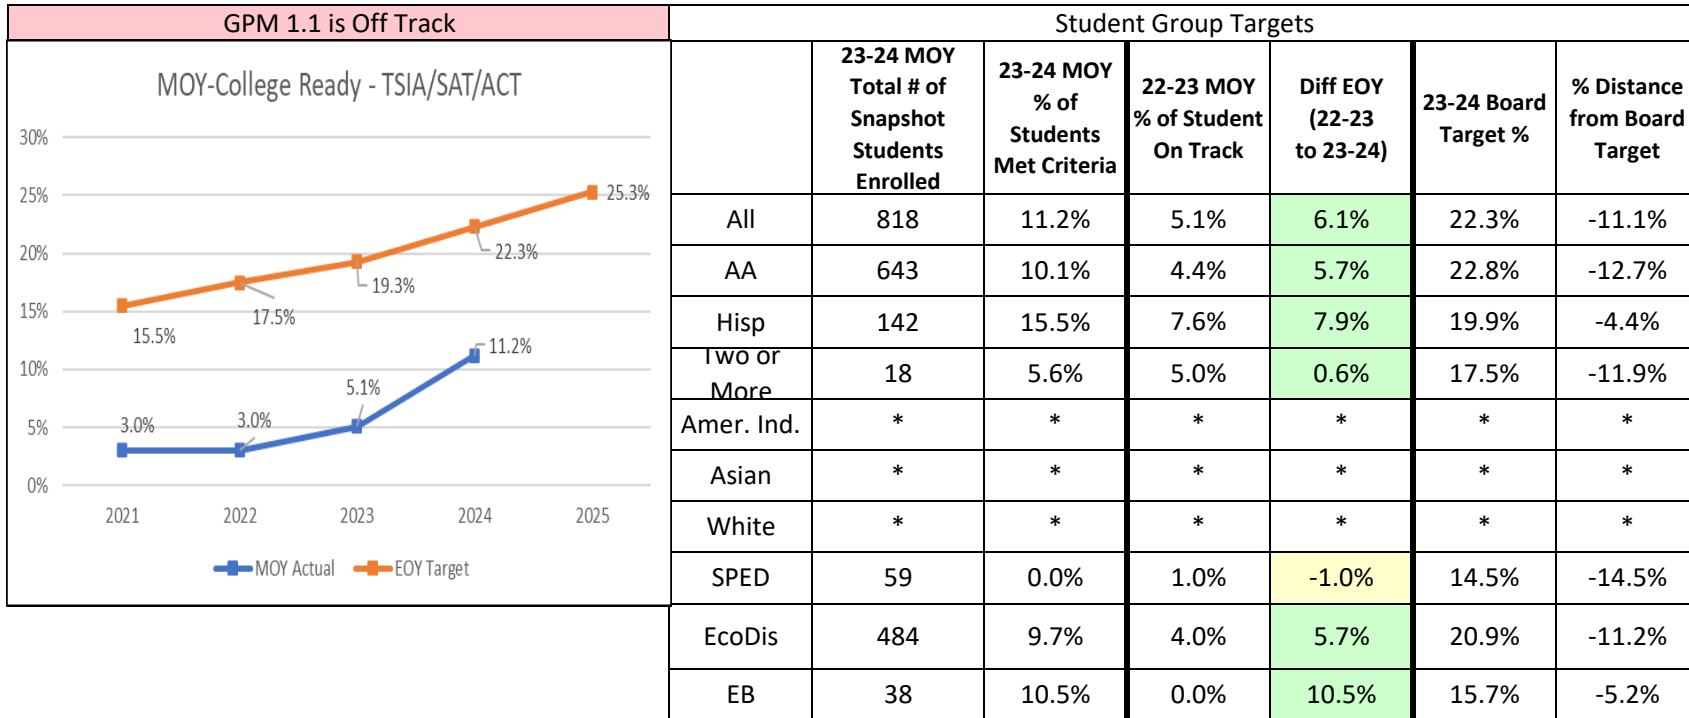 GPM 1.1 is Off Track
MOY-College Ready - TSIA/SAT/ACT
30%
25%
20%
15%
10%
5%
0%
25.3%
22.3%
19.3%
17.5%
15.5%
11.2%
5.1%
3.0%
3.0%
2021 2022 2023 2024 2025
MOY Actual EOY Target
Student Group Targets
23-24 MOY
Total # of
Snapshot
Students
Enrolled
23-24 MOY
% of
Students
Met Criteria
22-23 MOY
% of Student
On Track
Diff EOY
(22-23
to 23-24)
23-24 Board
Target %
% Distance
from Board
Target
All 818 11.2% 5.1% 6.1% 22.3% -11.1%
AA 643 10.1% 4.4% 5.7% 22.8% -12.7%
Hisp 142 15.5% 7.6% 7.9% 19.9% -4.4%
Two or
More 18 5.6% 5.0% 0.6% 17.5% -11.9%
Amer. Ind. * * * * * *
Asian * * * * * *
White * * * * * *
SPED 59 0.0% 1.0% -1.0% 14.5% -14.5%
EcoDis 484 9.7% 4.0% 5.7% 20.9% -11.2%
EB 38 10.5% 0.0% 10.5% 15.7% -5.2%